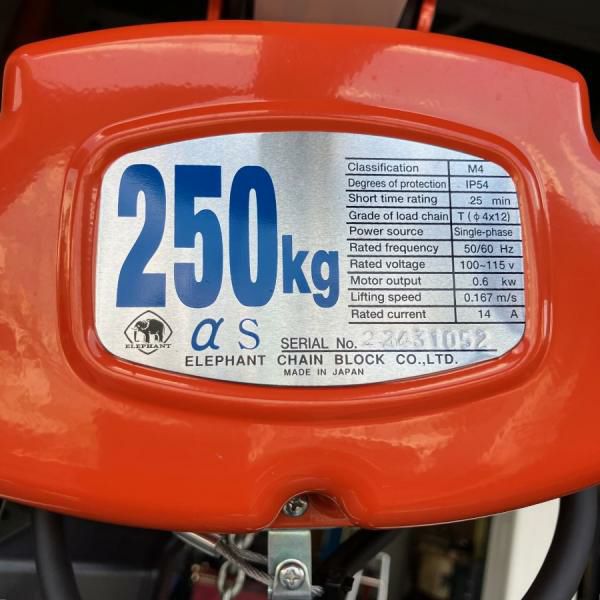 250kg
Classification M4
Degrees of protection IP54
Short time rating 25 min
Grade of load chain T (ϕ4x12)
Power source Single-phase
Rated frequency 50/60 Hz
Rated voltage 100~115 v
Motor output 0.6 kw
Lifting speed 0.167 m/s
Rated current 14 A
ELEPHANT
α S
SERIAL No.
ELEPHANT CHAIN BLOCK CO.,LTD.
MADE IN JAPAN